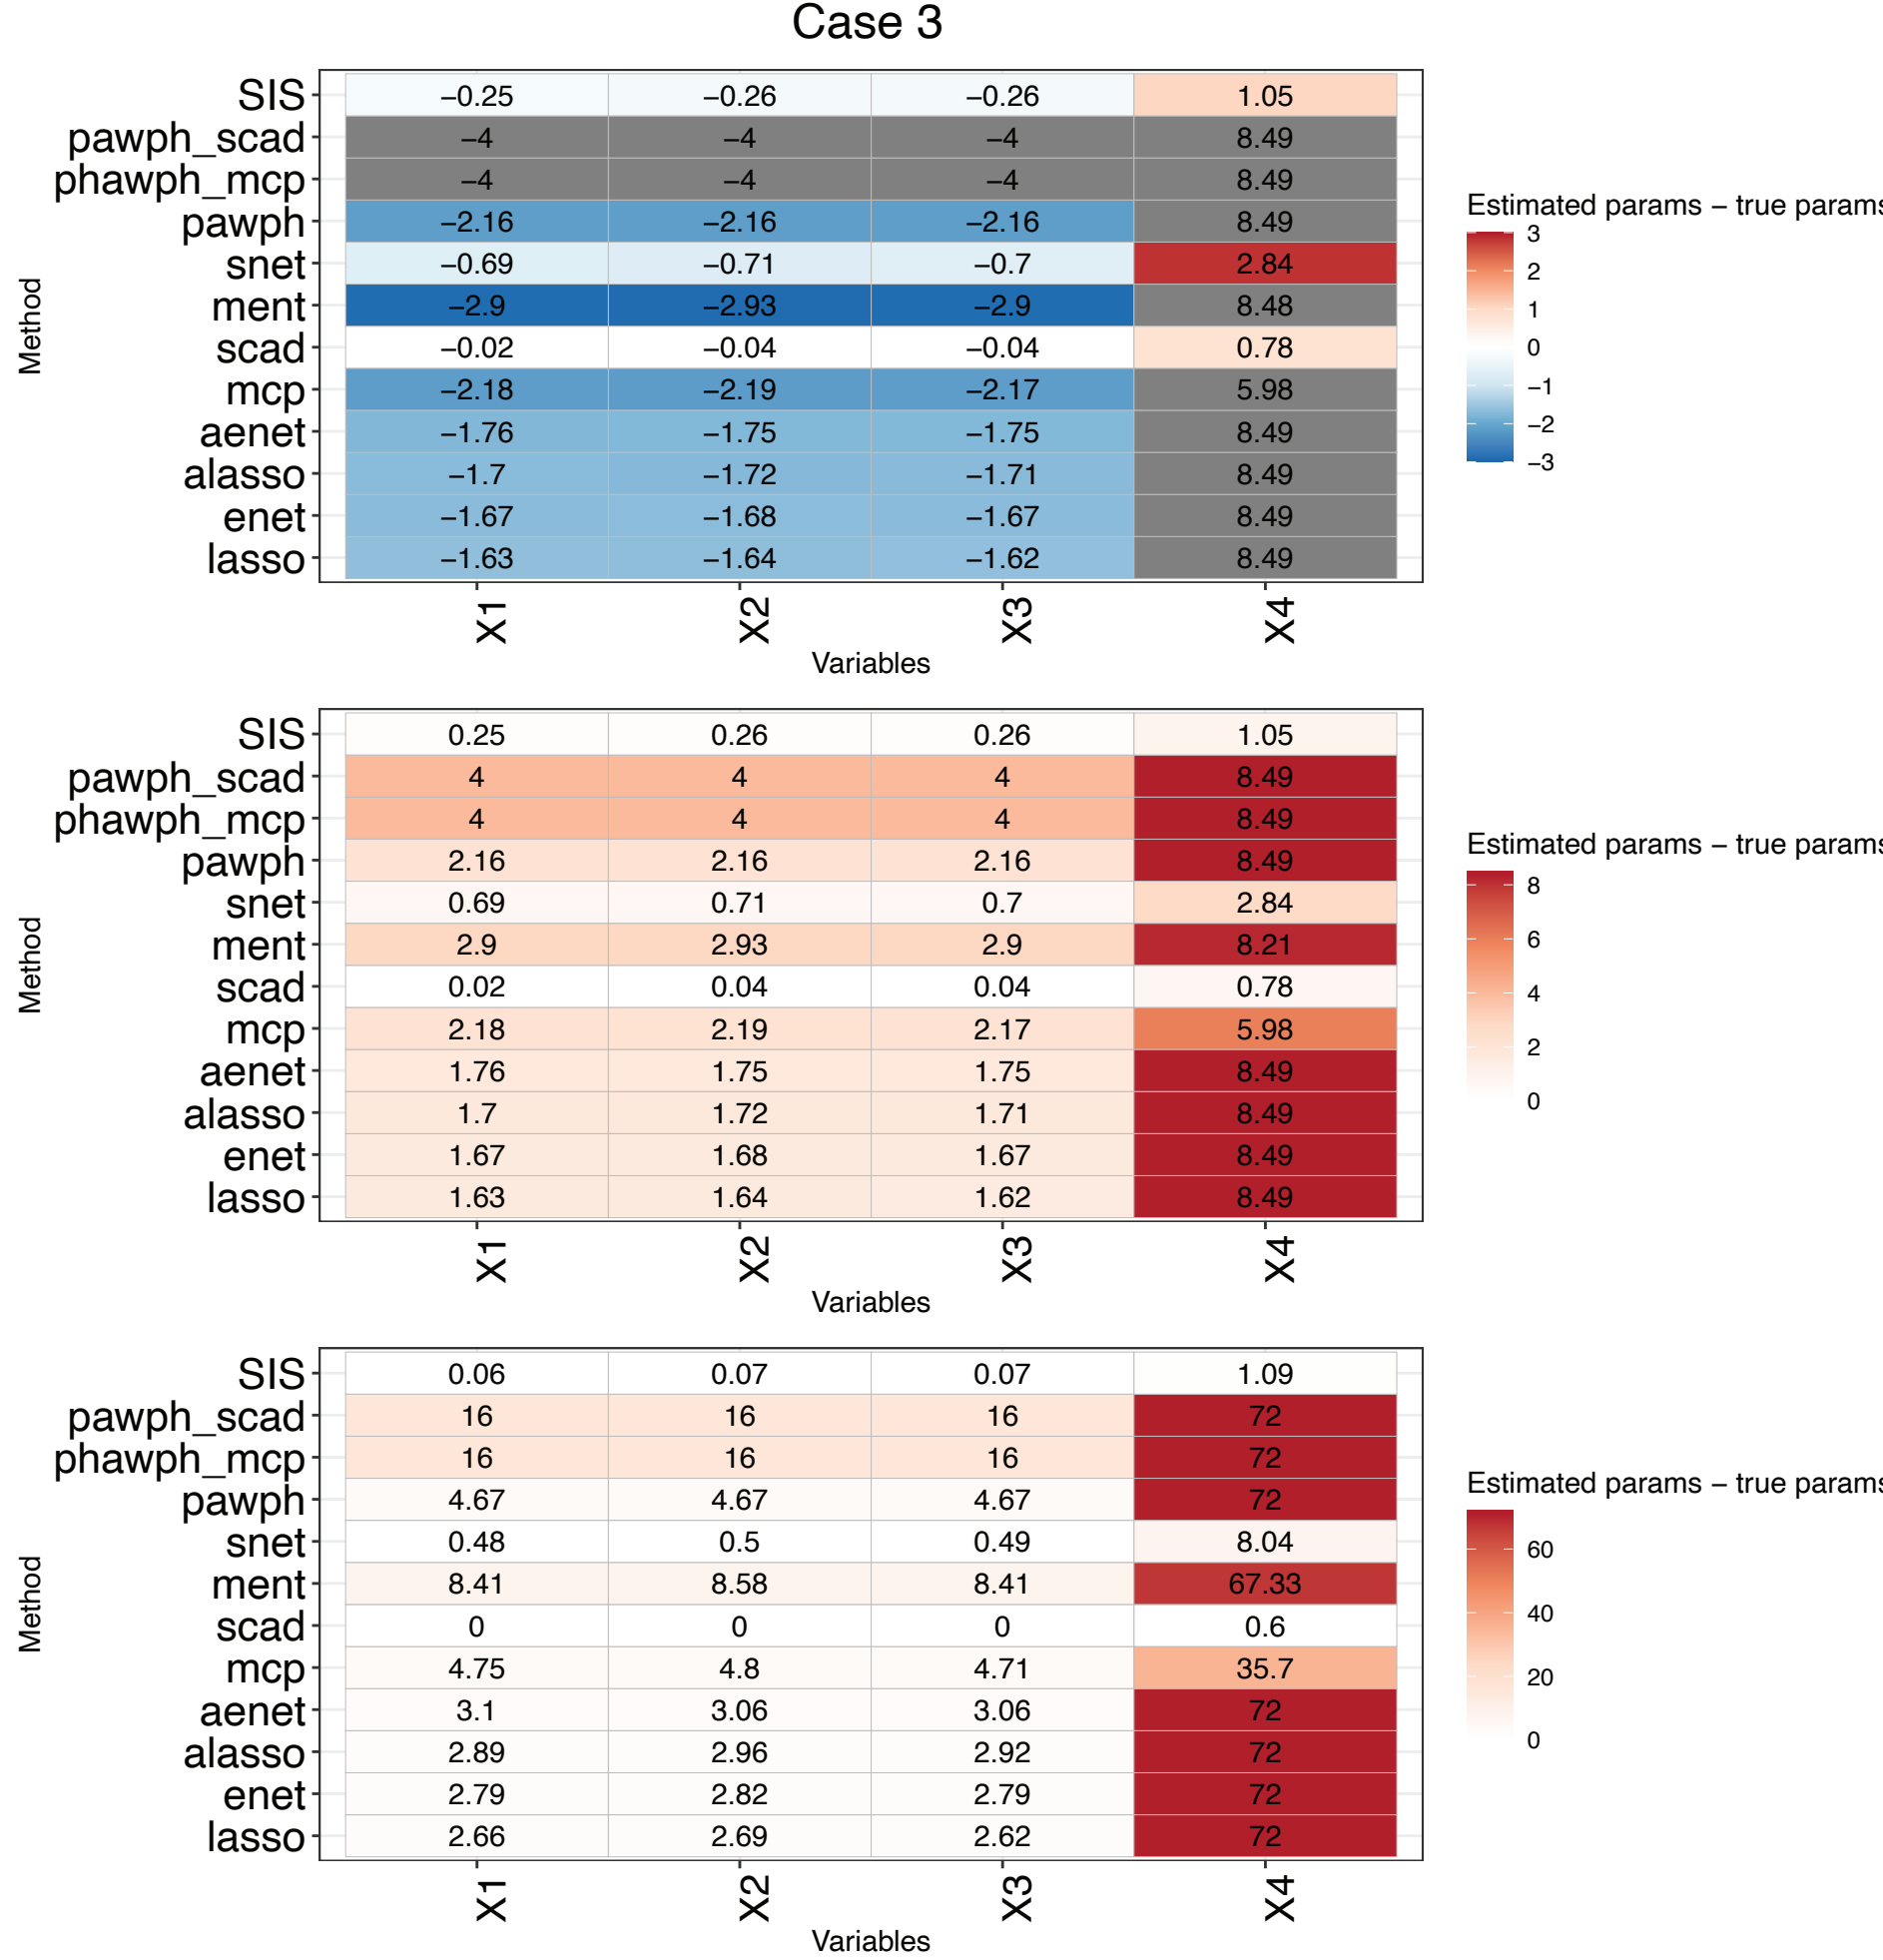 Case 3
SIS −0.25 −0.26 −0.26 1.05
pawph_scad −4 −4 −4 8.49
phawph_mcp −4 −4 −4 8.49
pawph −2.16 −2.16 −2.16 8.49
snet −0.69 −0.71 −0.7 2.84
ment −2.9 −2.93 −2.9 8.48
scad −0.02 −0.04 −0.04 0.78
mcp −2.18 −2.19 −2.17 5.98
aenet −1.76 −1.75 −1.75 8.49
alasso −1.7 −1.72 −1.71 8.49
enet −1.67 −1.68 −1.67 8.49
lasso −1.63 −1.64 −1.62 8.49
X1 X2 X3 X4
Variables
Method
Estimated params − true params
3
2
1
0
−1
−2
−3
SIS 0.25 0.26 0.26 1.05
pawph_scad 4 4 4 8.49
phawph_mcp 4 4 4 8.49
pawph 2.16 2.16 2.16 8.49
snet 0.69 0.71 0.7 2.84
ment 2.9 2.93 2.9 8.21
scad 0.02 0.04 0.04 0.78
mcp 2.18 2.19 2.17 5.98
aenet 1.76 1.75 1.75 8.49
alasso 1.7 1.72 1.71 8.49
enet 1.67 1.68 1.67 8.49
lasso 1.63 1.64 1.62 8.49
X1 X2 X3 X4
Variables
Method
Estimated params − true params
8
6
4
2
0
SIS 0.06 0.07 0.07 1.09
pawph_scad 16 16 16 72
phawph_mcp 16 16 16 72
pawph 4.67 4.67 4.67 72
snet 0.48 0.5 0.49 8.04
ment 8.41 8.58 8.41 67.33
scad 0 0 0 0.6
mcp 4.75 4.8 4.71 35.7
aenet 3.1 3.06 3.06 72
alasso 2.89 2.96 2.92 72
enet 2.79 2.82 2.79 72
lasso 2.66 2.69 2.62 72
X1 X2 X3 X4
Variables
Method
Estimated params − true params
60
40
20
0